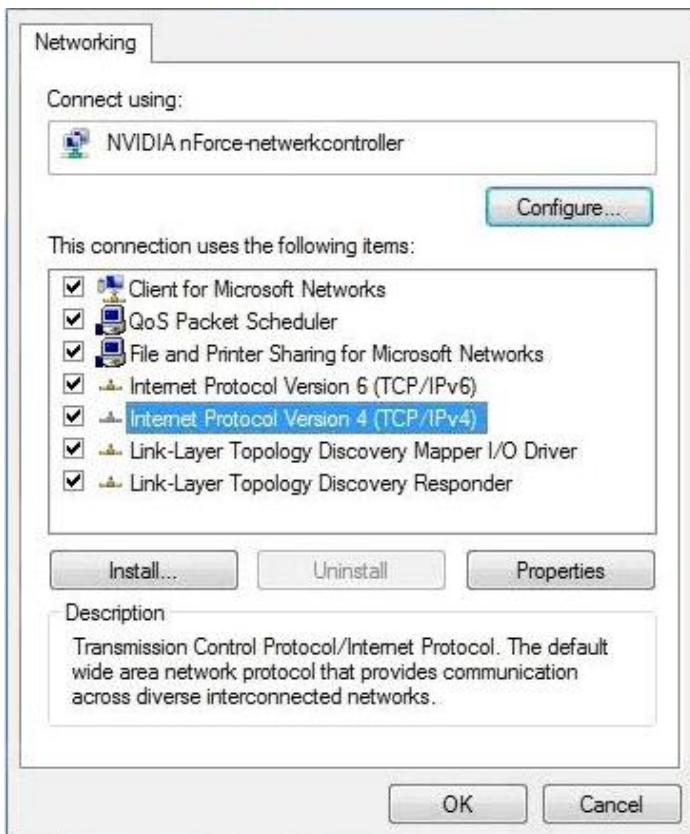 Networking
Connect using:
NVIDIA nForce-netwerkcontroller
Configure...
This connection uses the following items:
Client for Microsoft Networks
QoS Packet Scheduler
File and Printer Sharing for Microsoft Networks
Internet Protocol Version 6 (TCP/IPv6)
Internet Protocol Version 4 (TCP/IPv4)
Link-Layer Topology Discovery Mapper I/O Driver
Link-Layer Topology Discovery Responder
Install... Uninstall Properties
Description
Transmission Control Protocol/Internet Protocol. The default
wide area network protocol that provides communication
across diverse interconnected networks.
OK Cancel